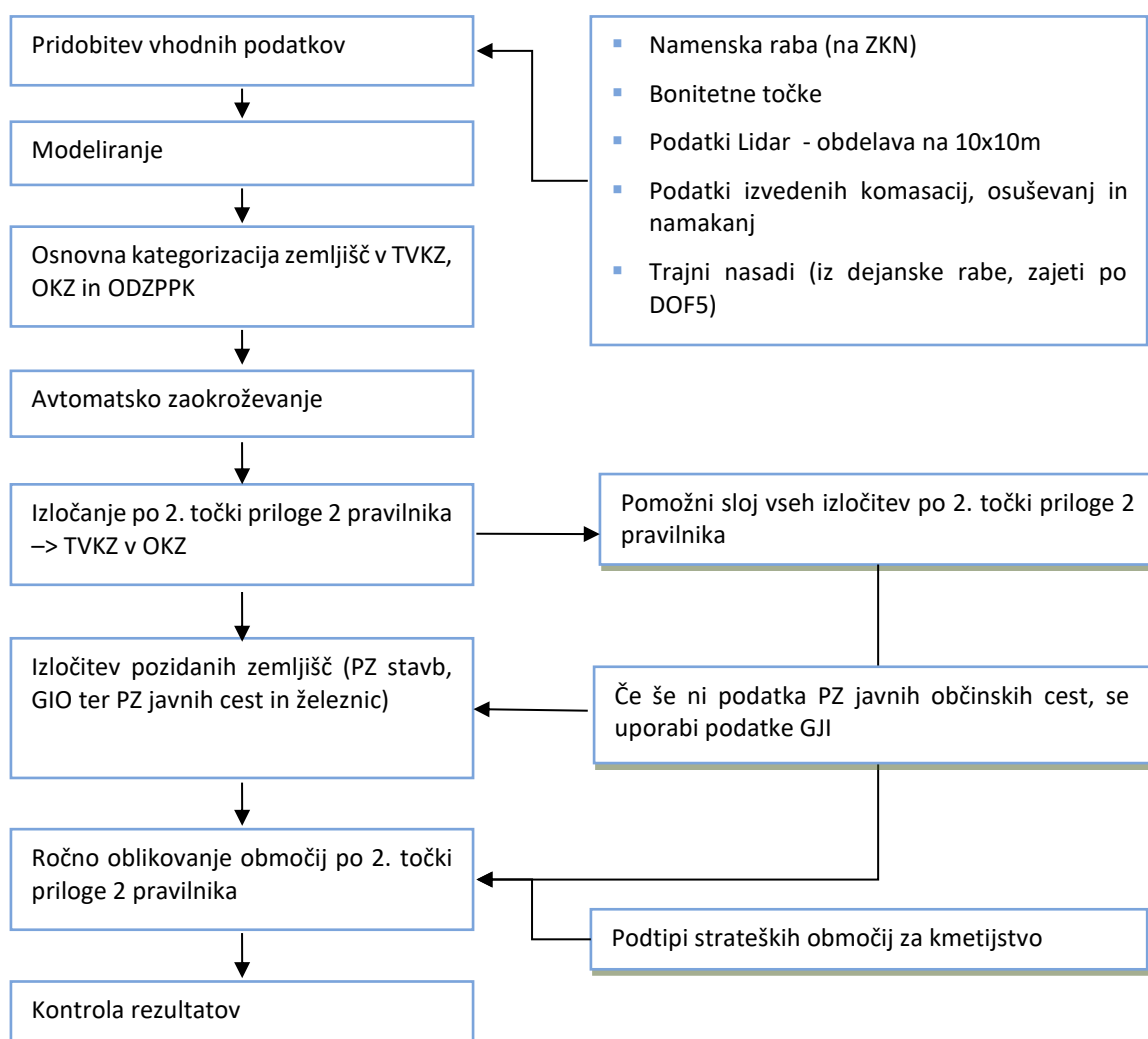 Pridobitev vhodnih podatkov
▪ Namenska raba (na ZKN)
▪ Bonitetne točke
▪ Podatki Lidar - obdelava na 10x10m
▪ Podatki izvedenih komasacij, osuševanj in
namakanj
▪ Trajni nasadi (iz dejanske rabe, zajeti po
DOF5)
Modeliranje
Osnovna kategorizacija zemljišč v TVKZ,
OKZ in ODZPPK
Avtomatsko zaokroževanje
Izločanje po 2. točki priloge 2 pravilnika
–> TVKZ v OKZ
Pomožni sloj vseh izločitev po 2. točki priloge 2
pravilnika
Izločitev pozidanih zemljišč (PZ stavb,
GIO ter PZ javnih cest in železnic)
Če še ni podatka PZ javnih občinskih cest, se
uporabi podatke GJI
Ročno oblikovanje območij po 2. točki
priloge 2 pravilnika
Podtipi strateških območij za kmetijstvo
Kontrola rezultatov